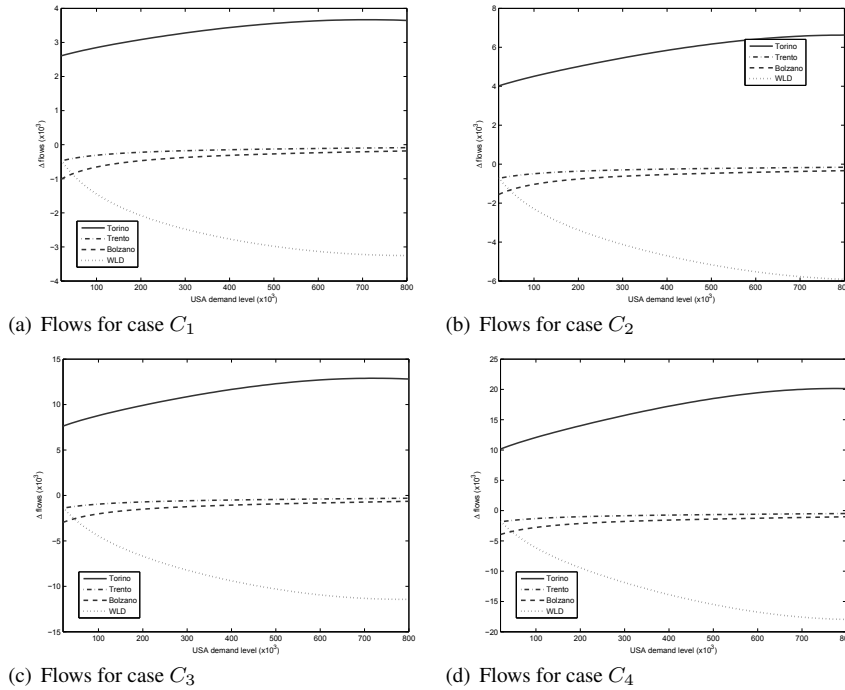 4
3
2
1
0
−1
−2
−3
−4
Δ flows (x10³)
Torino
Trento
Bolzano
WLD
100 200 300 400 500 600 700 800
USA demand level (x10³)
(a) Flows for case C₁
8
6
4
2
0
−2
−4
−6
Δ flows (x10³)
Torino
Trento
Bolzano
WLD
100 200 300 400 500 600 700 800
USA demand level (x10³)
(b) Flows for case C₂
15
10
5
0
−5
−10
−15
Δ flows (x10³)
Torino
Trento
Bolzano
WLD
100 200 300 400 500 600 700 800
USA demand level (x10³)
(c) Flows for case C₃
25
20
15
10
5
0
−5
−10
−15
−20
Δ flows (x10³)
Torino
Trento
Bolzano
WLD
100 200 300 400 500 600 700 800
USA demand level (x10³)
(d) Flows for case C₄